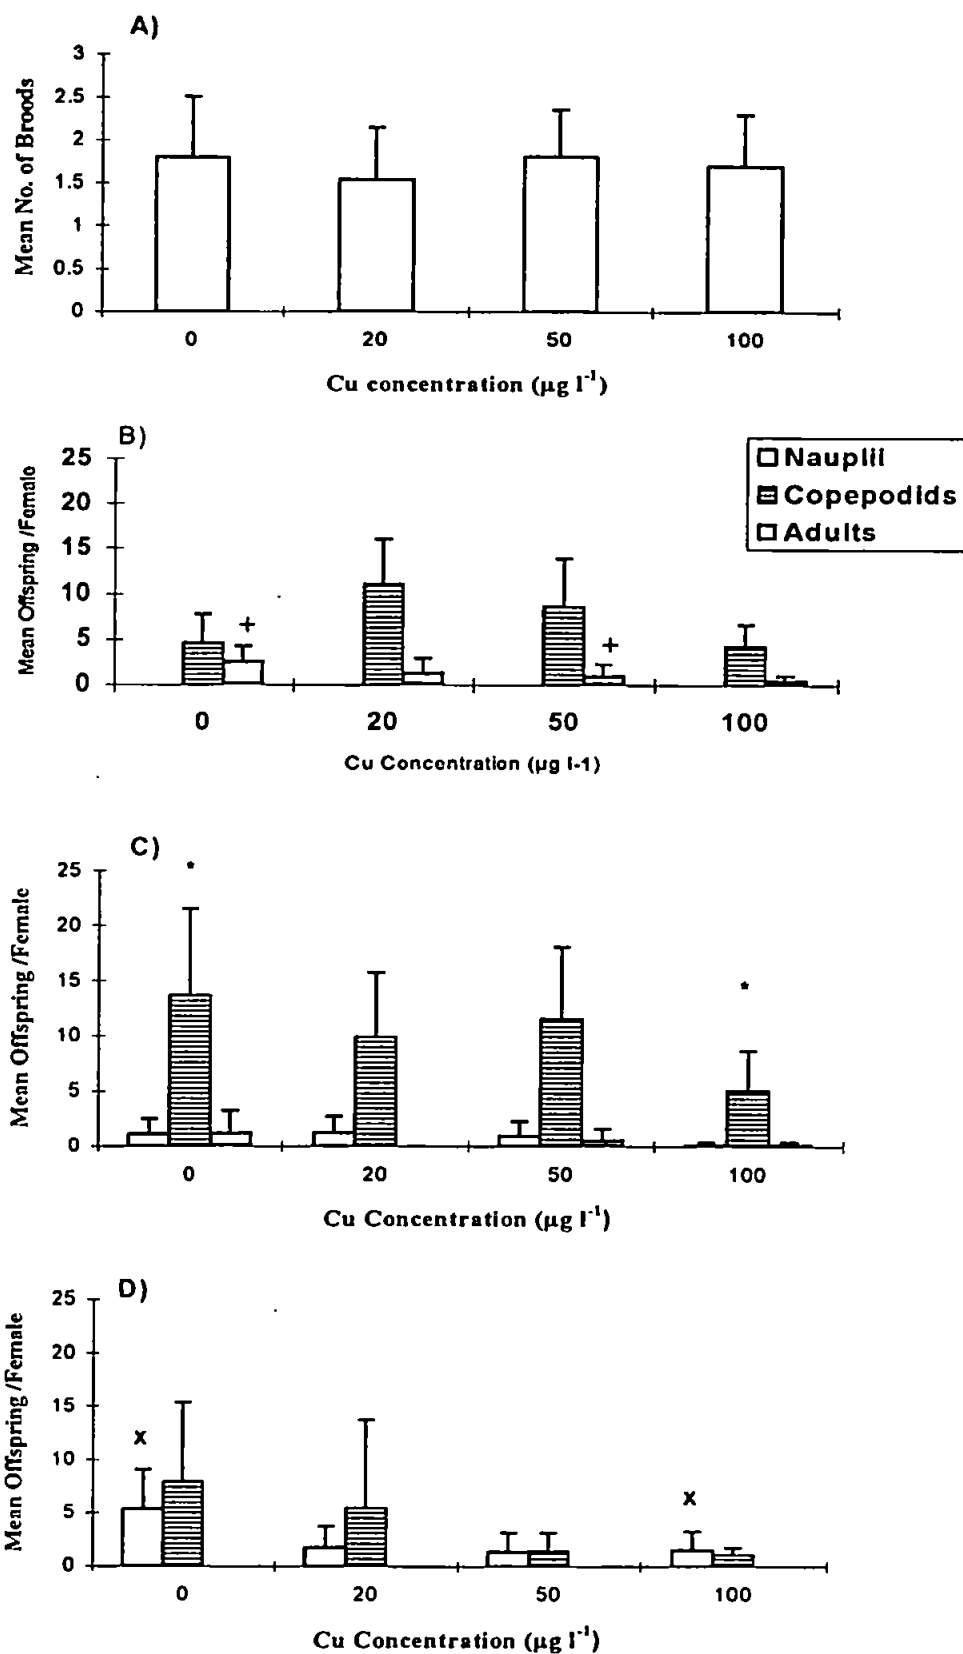 A)
3
2.5
2
1.5
1
0.5
0
Mean No. of Broods
0 20 50 100
Cu concentration (µg l-1)
B)
25
20
15
10
5
0
Mean Offspring /Female
+ +
Nauplii
Copepodids
Adults
0 20 50 100
Cu Concentration (µg l-1)
C)
25
20
15
10
5
0
Mean Offspring /Female
* *
0 20 50 100
Cu Concentration (µg l-1)
D)
25
20
15
10
5
0
Mean Offspring /Female
x x
0 20 50 100
Cu Concentration (µg l-1)